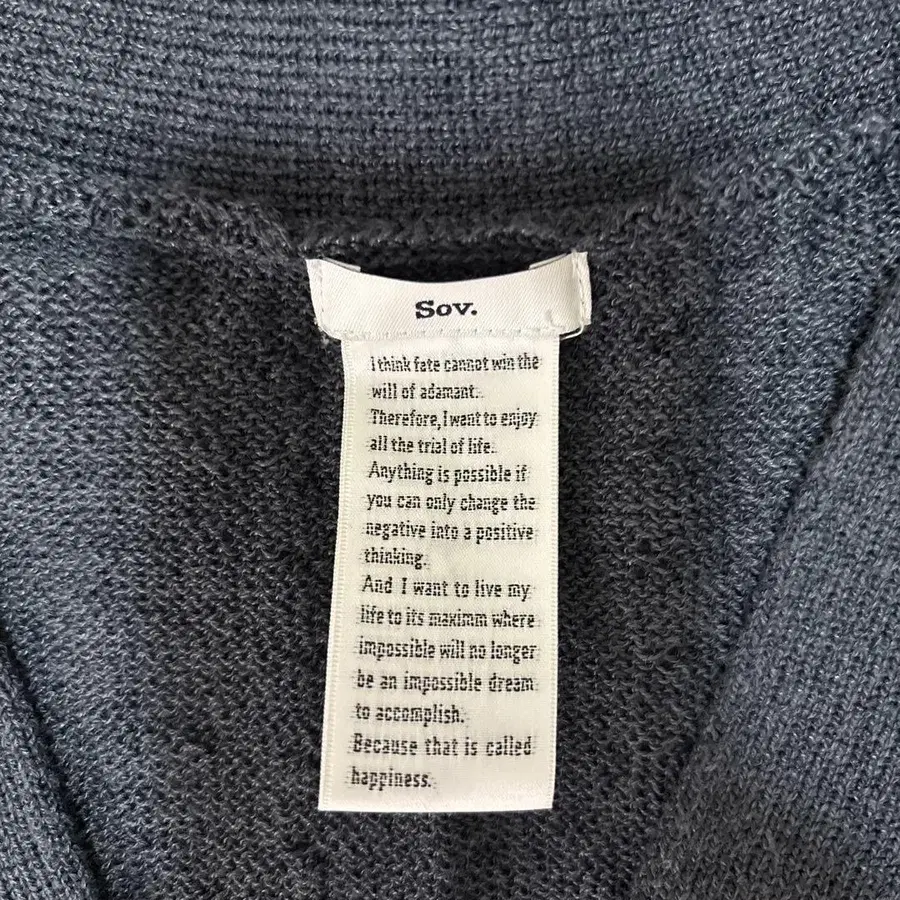 Sov.
I think fate cannot win the
will of adamant.
Therefore, I want to enjoy
all the trial of life.
Anything is possible if
you can only change the
negative into a positive
thinking.
And I want to live my
life to its maximm where
impossible will no longer
be an impossible dream
to accomplish.
Because that is called
happiness.